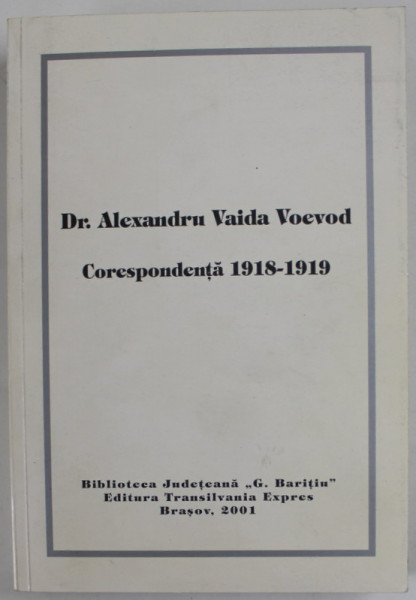 Dr. Alexandru Vaida Voevod
Corespondență 1918-1919
Biblioteca Județeană „G. Barițiu”
Editura Transilvania Expres
Brașov, 2001